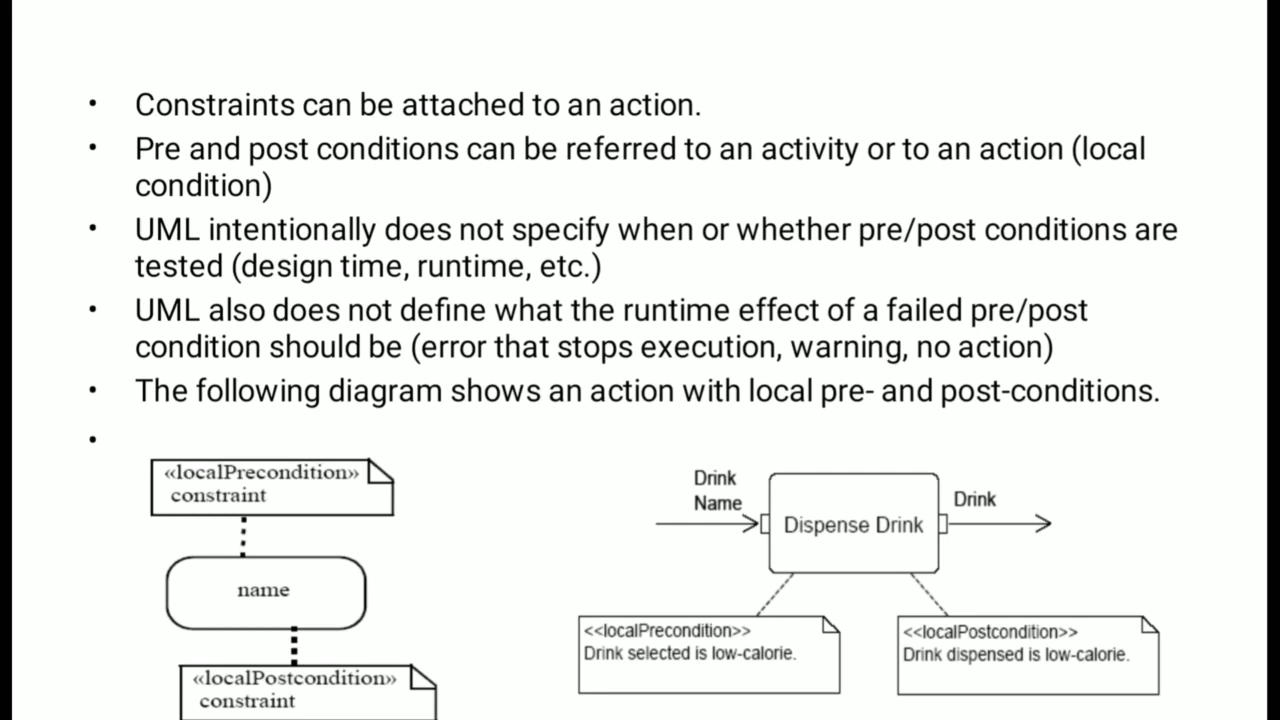 • Constraints can be attached to an action.
• Pre and post conditions can be referred to an activity or to an action (local
condition)
• UML intentionally does not specify when or whether pre/post conditions are
tested (design time, runtime, etc.)
• UML also does not define what the runtime effect of a failed pre/post
condition should be (error that stops execution, warning, no action)
• The following diagram shows an action with local pre- and post-conditions.
•
«localPrecondition»
constraint
name
«localPostcondition»
constraint
Drink
Name
Dispense Drink
Drink
<<localPrecondition>>
Drink selected is low-calorie.
<<localPostcondition>>
Drink dispensed is low-calorie.